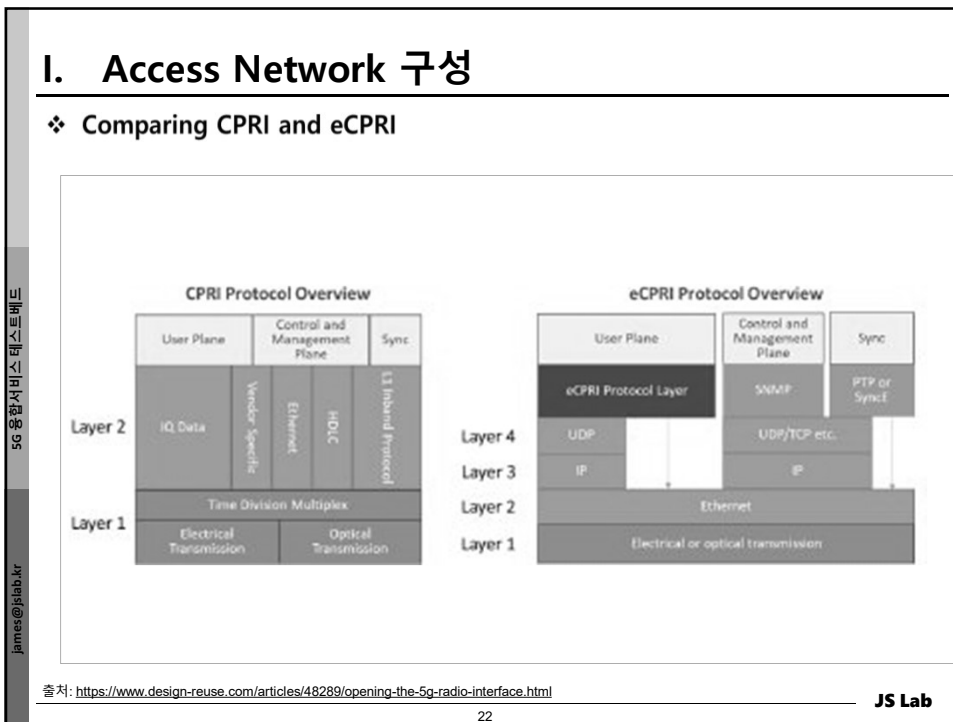 I. Access Network 구성
❖ Comparing CPRI and eCPRI
CPRI Protocol Overview
User Plane
Control and
Management
Plane
Sync
Layer 2
IQ Data
Vendor Specific
Ethernet
HDLC
L1 Inband Protocol
Time Division Multiplex
Layer 1
Electrical
Transmission
Optical
Transmission
eCPRI Protocol Overview
User Plane
Control and
Management
Plane
Sync
eCPRI Protocol Layer
SNMP
PTP or
SyncE
Layer 4
UDP
UDP/TCP etc.
Layer 3
IP
IP
Layer 2
Ethernet
Layer 1
Electrical or optical transmission
5G 융합서비스 테스트베드
james@jslab.kr
출처: https://www.design-reuse.com/articles/48289/opening-the-5g-radio-interface.html
JS Lab
22